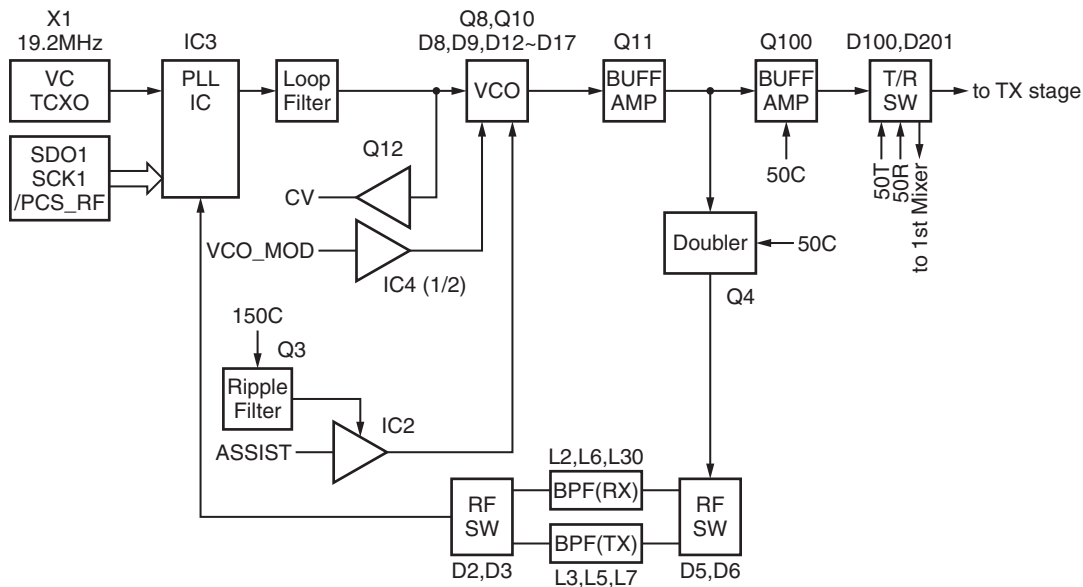 X1
19.2MHz
VC
TCXO
SDO1
SCK1
/PCS_RF
IC3
PLL
IC
Loop
Filter
Q8,Q10
D8,D9,D12~D17
VCO
Q11
BUFF
AMP
Q100
BUFF
AMP
50C
D100,D201
T/R
SW
to TX stage
50T
50R
to 1st Mixer
Q12
CV
VCO_MOD
IC4 (1/2)
Doubler
50C
Q4
150C
Q3
Ripple
Filter
IC2
ASSIST
RF
SW
D2,D3
L2,L6,L30
BPF(RX)
BPF(TX)
L3,L5,L7
RF
SW
D5,D6